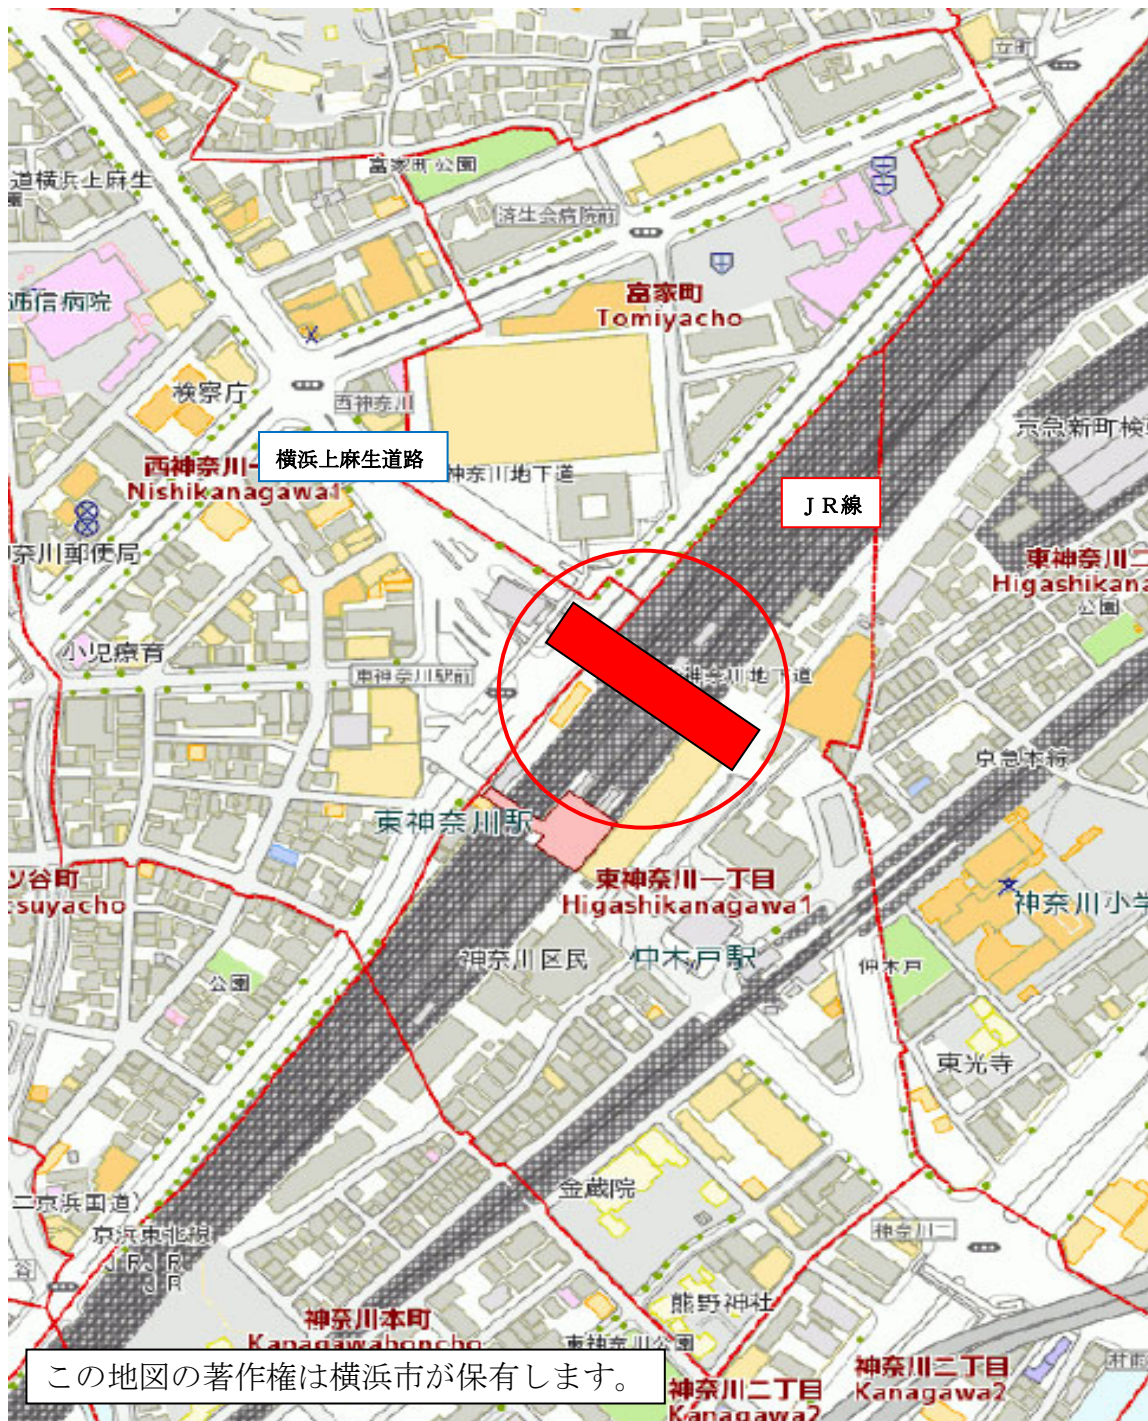 立町
富家町公園
道横浜上麻生
済生会病院前
富家町
Tomiyacho
逓信病院
検察庁
西神奈川
京急新町検
横浜上麻生道路
西神奈川一
Nishikanagawa1
神奈川地下道
ＪＲ線
奈川郵便局
東神奈川二
Higashikana
公園
小児療育
東神奈川駅前
神奈川地下道
京急本線
東神奈川駅
ツ谷町
suyacho
東神奈川一丁目
Higashikanagawa1
神奈川小学
神奈川区民
仲木戸駅
仲木戸
公園
東光寺
金蔵院
二京浜国道）
京浜東北線
ＪＲ
ＪＲ
ＪＲ
神奈川二
谷
熊野神社
神奈川本町
Kanagawahoncho
東神奈川公園
この地図の著作権は横浜市が保有します。
神奈川二丁目
Kanagawa2
神奈川二丁目
Kanagawa2